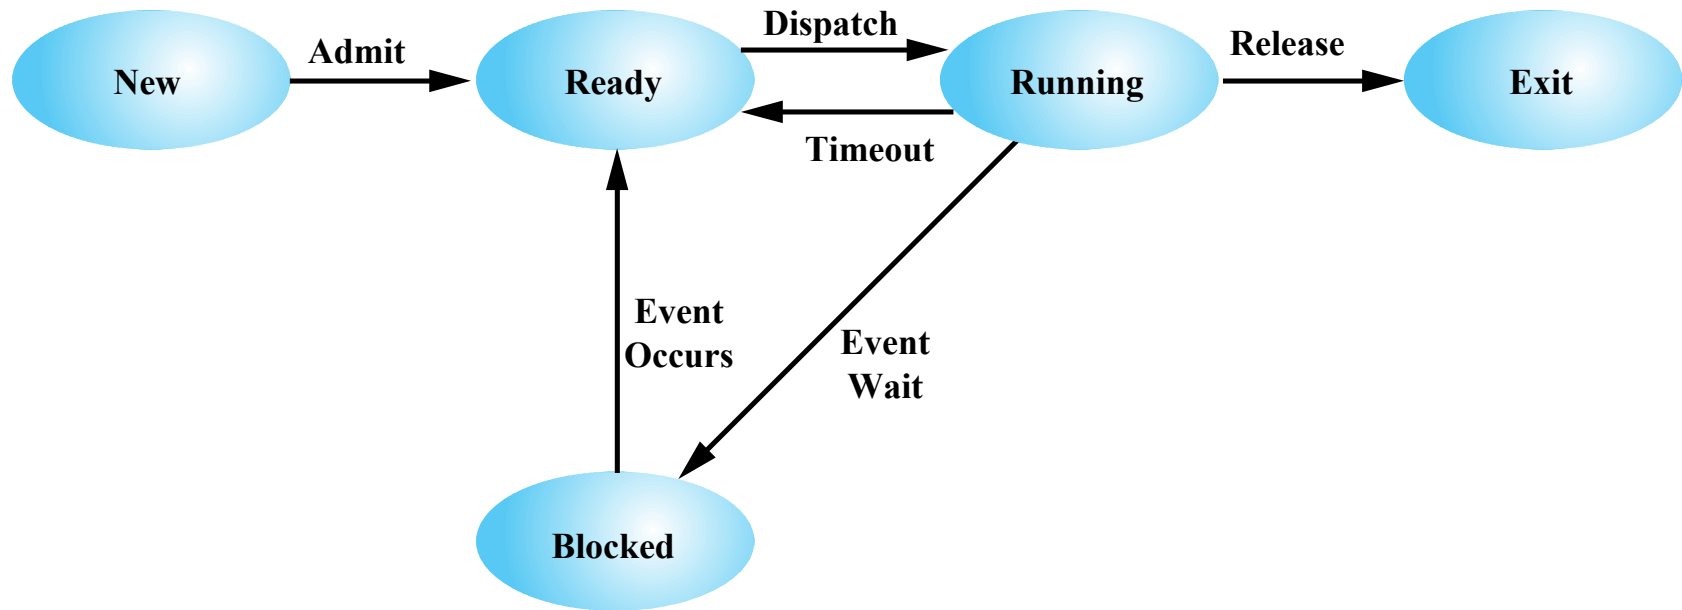 Admit
Dispatch
Release
New
Ready
Running
Exit
Timeout
Event
Occurs
Event
Wait
Blocked